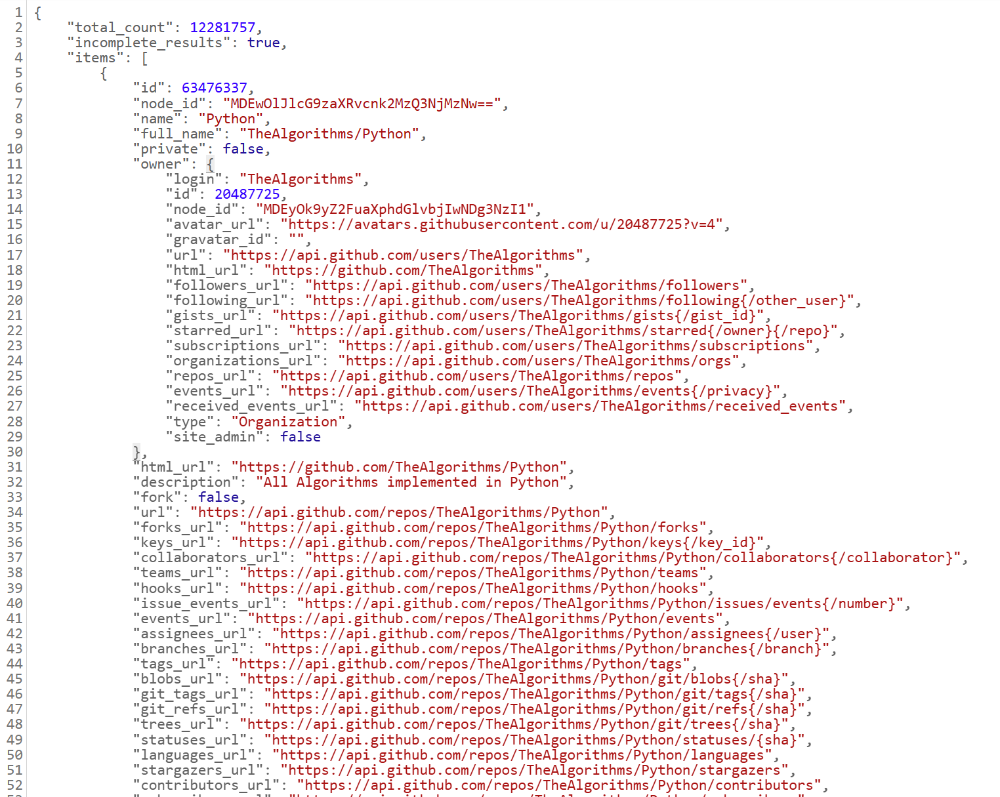 1 {
2 "total_count": 12281757,
3 "incomplete_results": true,
4 "items": [
5 {
6 "id": 63476337,
7 "node_id": "MDEwOlJlcG9zaXRvcnk2MzQ3NjMzNw==",
8 "name": "Python",
9 "full_name": "TheAlgorithms/Python",
10 "private": false,
11 "owner": {
12 "login": "TheAlgorithms",
13 "id": 20487725,
14 "node_id": "MDEyOk9yZ2FuaXphdGlvbjIwNDg3NzI1",
15 "avatar_url": "https://avatars.githubusercontent.com/u/20487725?v=4",
16 "gravatar_id": "",
17 "url": "https://api.github.com/users/TheAlgorithms",
18 "html_url": "https://github.com/TheAlgorithms",
19 "followers_url": "https://api.github.com/users/TheAlgorithms/followers",
20 "following_url": "https://api.github.com/users/TheAlgorithms/following{/other_user}",
21 "gists_url": "https://api.github.com/users/TheAlgorithms/gists{/gist_id}",
22 "starred_url": "https://api.github.com/users/TheAlgorithms/starred{/owner}{/repo}",
23 "subscriptions_url": "https://api.github.com/users/TheAlgorithms/subscriptions",
24 "organizations_url": "https://api.github.com/users/TheAlgorithms/orgs",
25 "repos_url": "https://api.github.com/users/TheAlgorithms/repos",
26 "events_url": "https://api.github.com/users/TheAlgorithms/events{/privacy}",
27 "received_events_url": "https://api.github.com/users/TheAlgorithms/received_events",
28 "type": "Organization",
29 "site_admin": false
30 },
31 "html_url": "https://github.com/TheAlgorithms/Python",
32 "description": "All Algorithms implemented in Python",
33 "fork": false,
34 "url": "https://api.github.com/repos/TheAlgorithms/Python",
35 "forks_url": "https://api.github.com/repos/TheAlgorithms/Python/forks",
36 "keys_url": "https://api.github.com/repos/TheAlgorithms/Python/keys{/key_id}",
37 "collaborators_url": "https://api.github.com/repos/TheAlgorithms/Python/collaborators{/collaborator}",
38 "teams_url": "https://api.github.com/repos/TheAlgorithms/Python/teams",
39 "hooks_url": "https://api.github.com/repos/TheAlgorithms/Python/hooks",
40 "issue_events_url": "https://api.github.com/repos/TheAlgorithms/Python/issues/events{/number}",
41 "events_url": "https://api.github.com/repos/TheAlgorithms/Python/events",
42 "assignees_url": "https://api.github.com/repos/TheAlgorithms/Python/assignees{/user}",
43 "branches_url": "https://api.github.com/repos/TheAlgorithms/Python/branches{/branch}",
44 "tags_url": "https://api.github.com/repos/TheAlgorithms/Python/tags",
45 "blobs_url": "https://api.github.com/repos/TheAlgorithms/Python/git/blobs{/sha}",
46 "git_tags_url": "https://api.github.com/repos/TheAlgorithms/Python/git/tags{/sha}",
47 "git_refs_url": "https://api.github.com/repos/TheAlgorithms/Python/git/refs{/sha}",
48 "trees_url": "https://api.github.com/repos/TheAlgorithms/Python/git/trees{/sha}",
49 "statuses_url": "https://api.github.com/repos/TheAlgorithms/Python/statuses/{sha}",
50 "languages_url": "https://api.github.com/repos/TheAlgorithms/Python/languages",
51 "stargazers_url": "https://api.github.com/repos/TheAlgorithms/Python/stargazers",
52 "contributors_url": "https://api.github.com/repos/TheAlgorithms/Python/contributors",